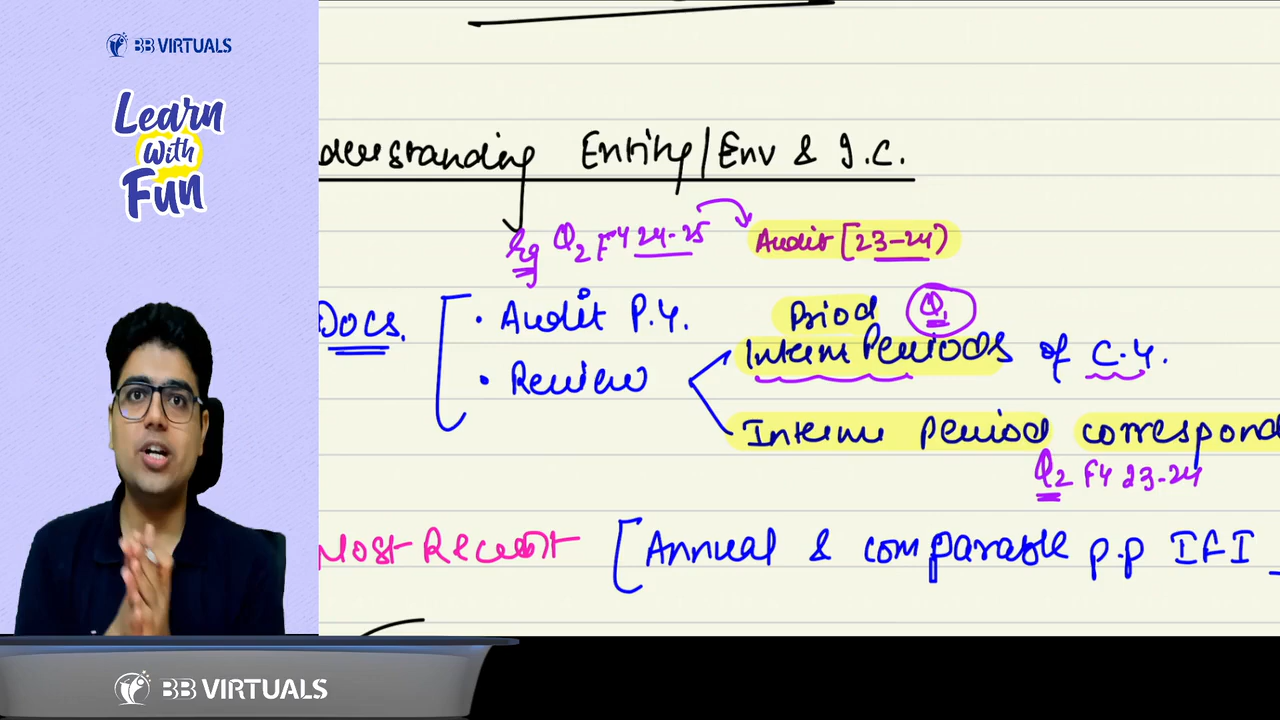 BB VIRTUALS
Learn
With
Fun
derstanding Entity/Env & I.C.
Eg Q2 FY 24-25 Audit [23-24)
Docs. · Audit P.Y. Priod Q1
· Review Interim Periods of C.Y.
Interim Period correspond
Q2 FY 23-24
Most Recent [Annual & comparable p.p IFI
BB VIRTUALS